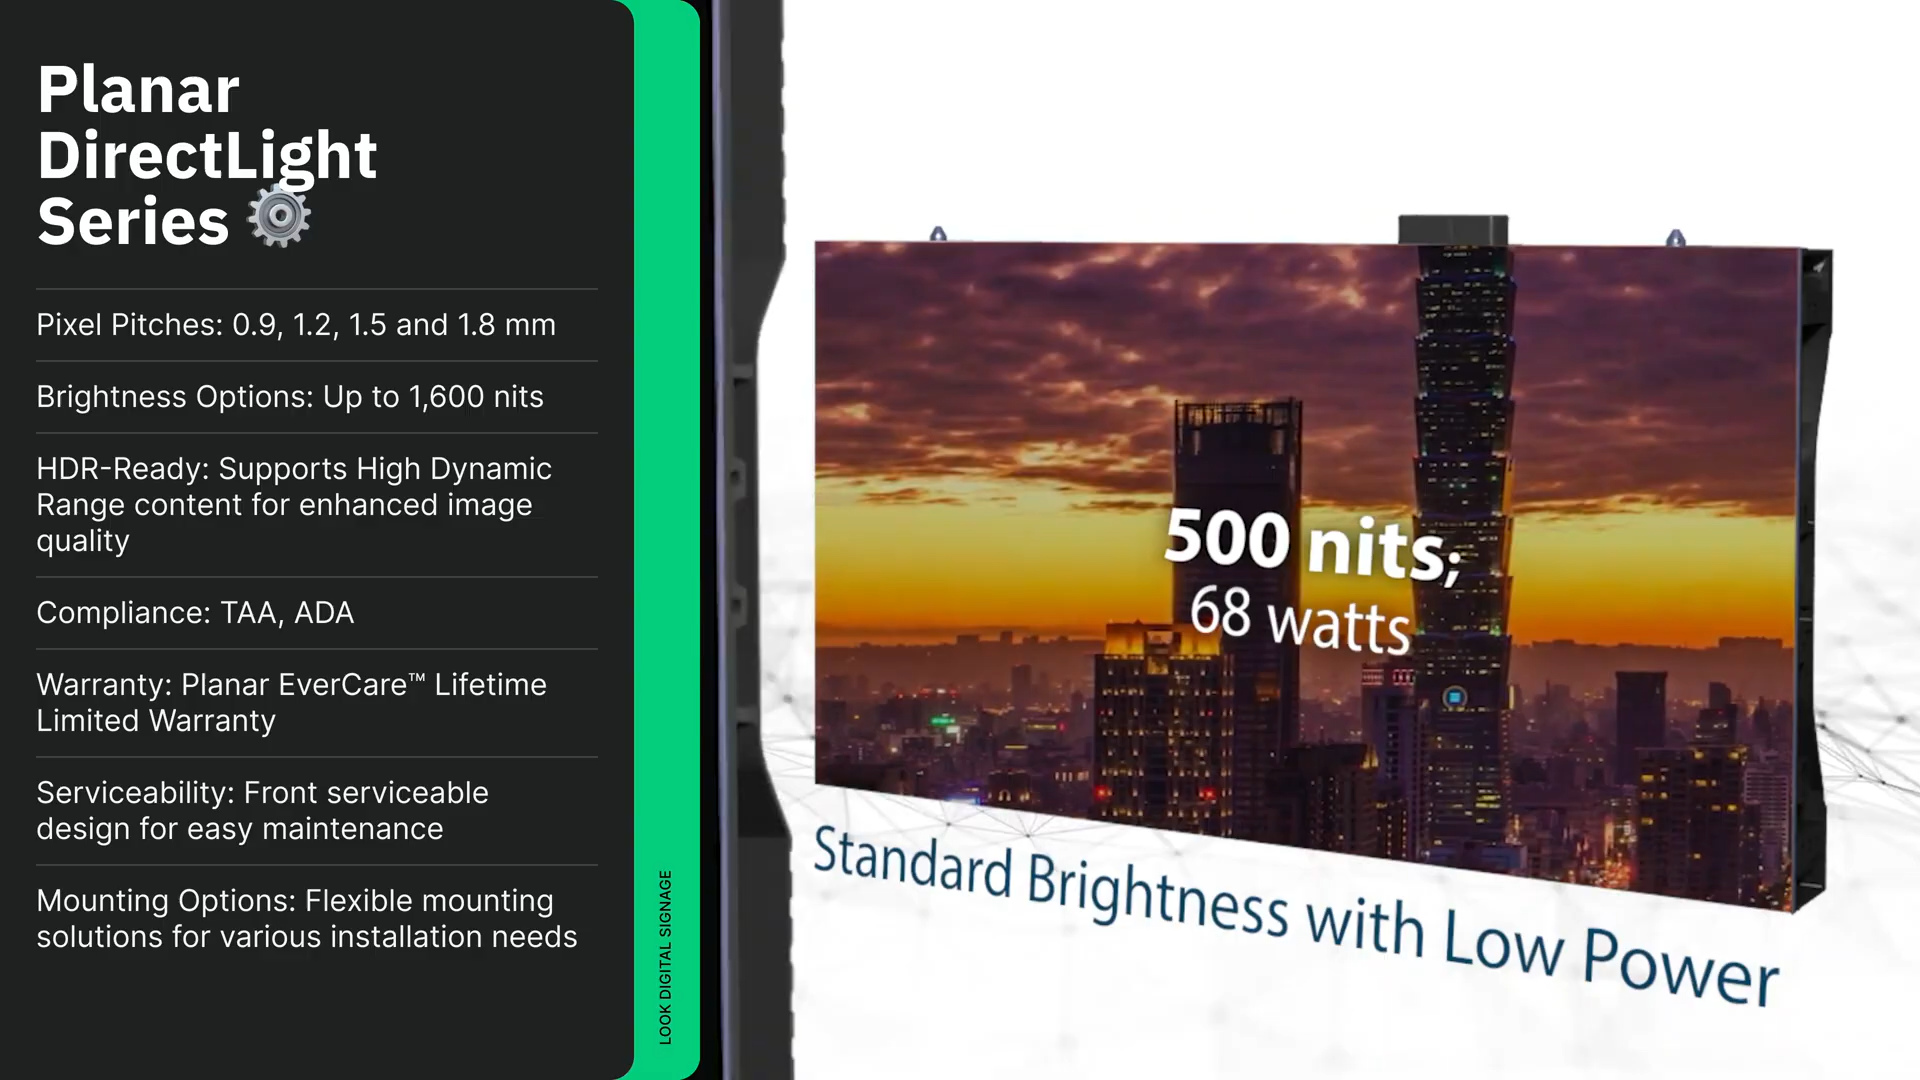 Planar
DirectLight
Series
Pixel Pitches: 0.9, 1.2, 1.5 and 1.8 mm
Brightness Options: Up to 1,600 nits
HDR-Ready: Supports High Dynamic
Range content for enhanced image
quality
Compliance: TAA, ADA
Warranty: Planar EverCare™ Lifetime
Limited Warranty
Serviceability: Front serviceable
design for easy maintenance
Mounting Options: Flexible mounting
solutions for various installation needs
LOOK DIGITAL SIGNAGE
500 nits;
68 watts
Standard Brightness with Low Power